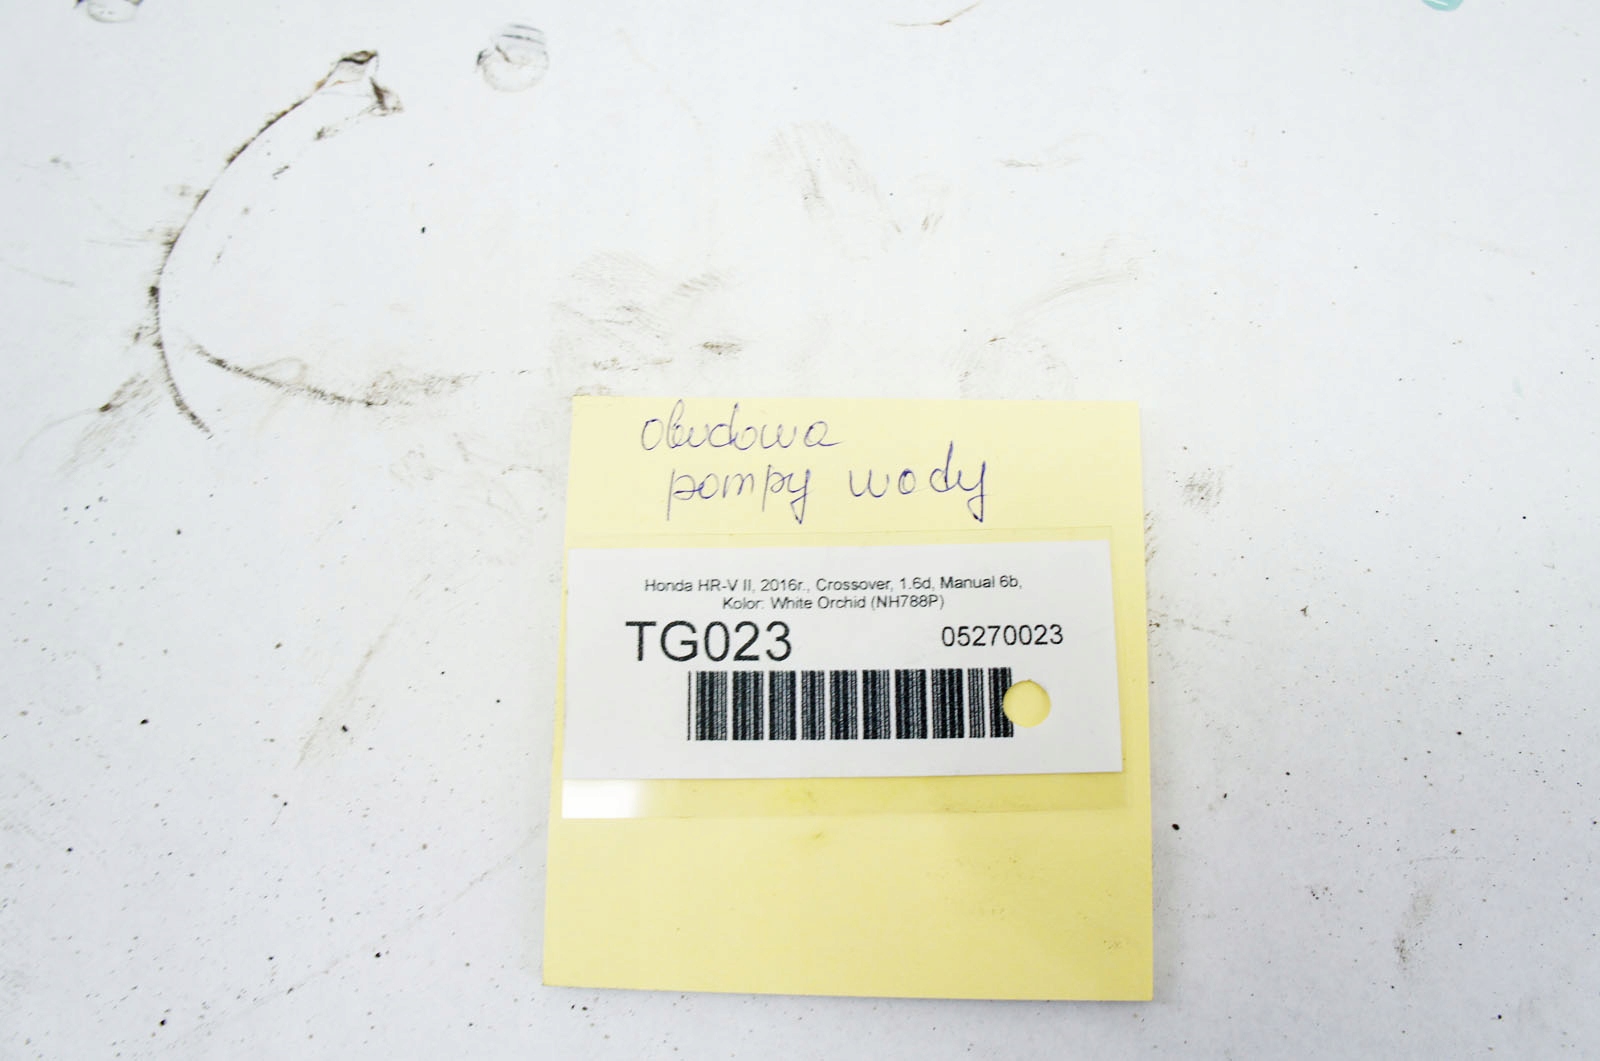 obudowa
pompy wody
Honda HR-V II, 2016r., Crossover, 1.6d, Manual 6b,
Kolor: White Orchid (NH788P)
TG023 05270023